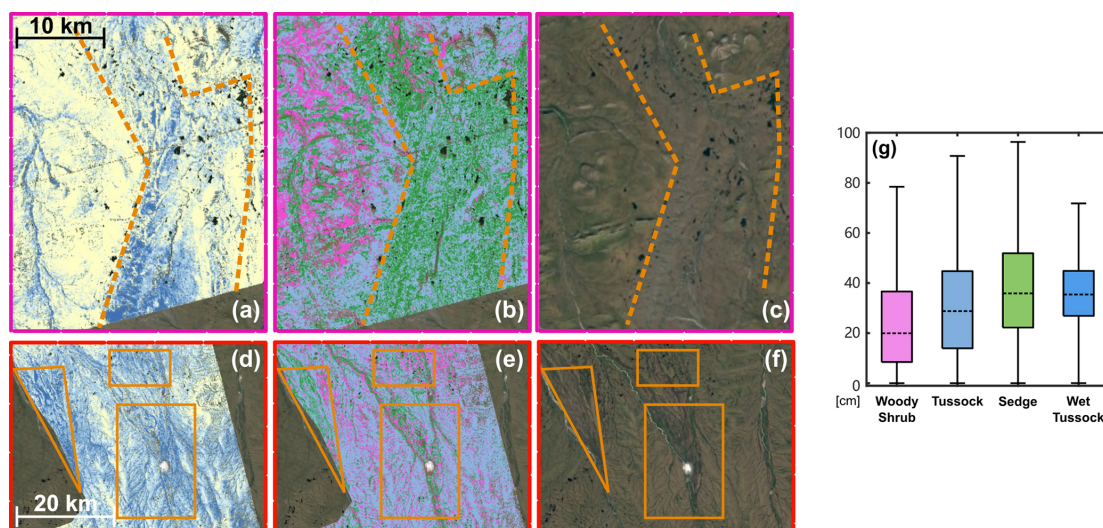 10 km
(a)
(b)
(c)
(d)
(e)
(f)
20 km
(g)
100
80
60
40
20
0
[cm]
Woody
Shrub
Tussock
Sedge
Wet
Tussock